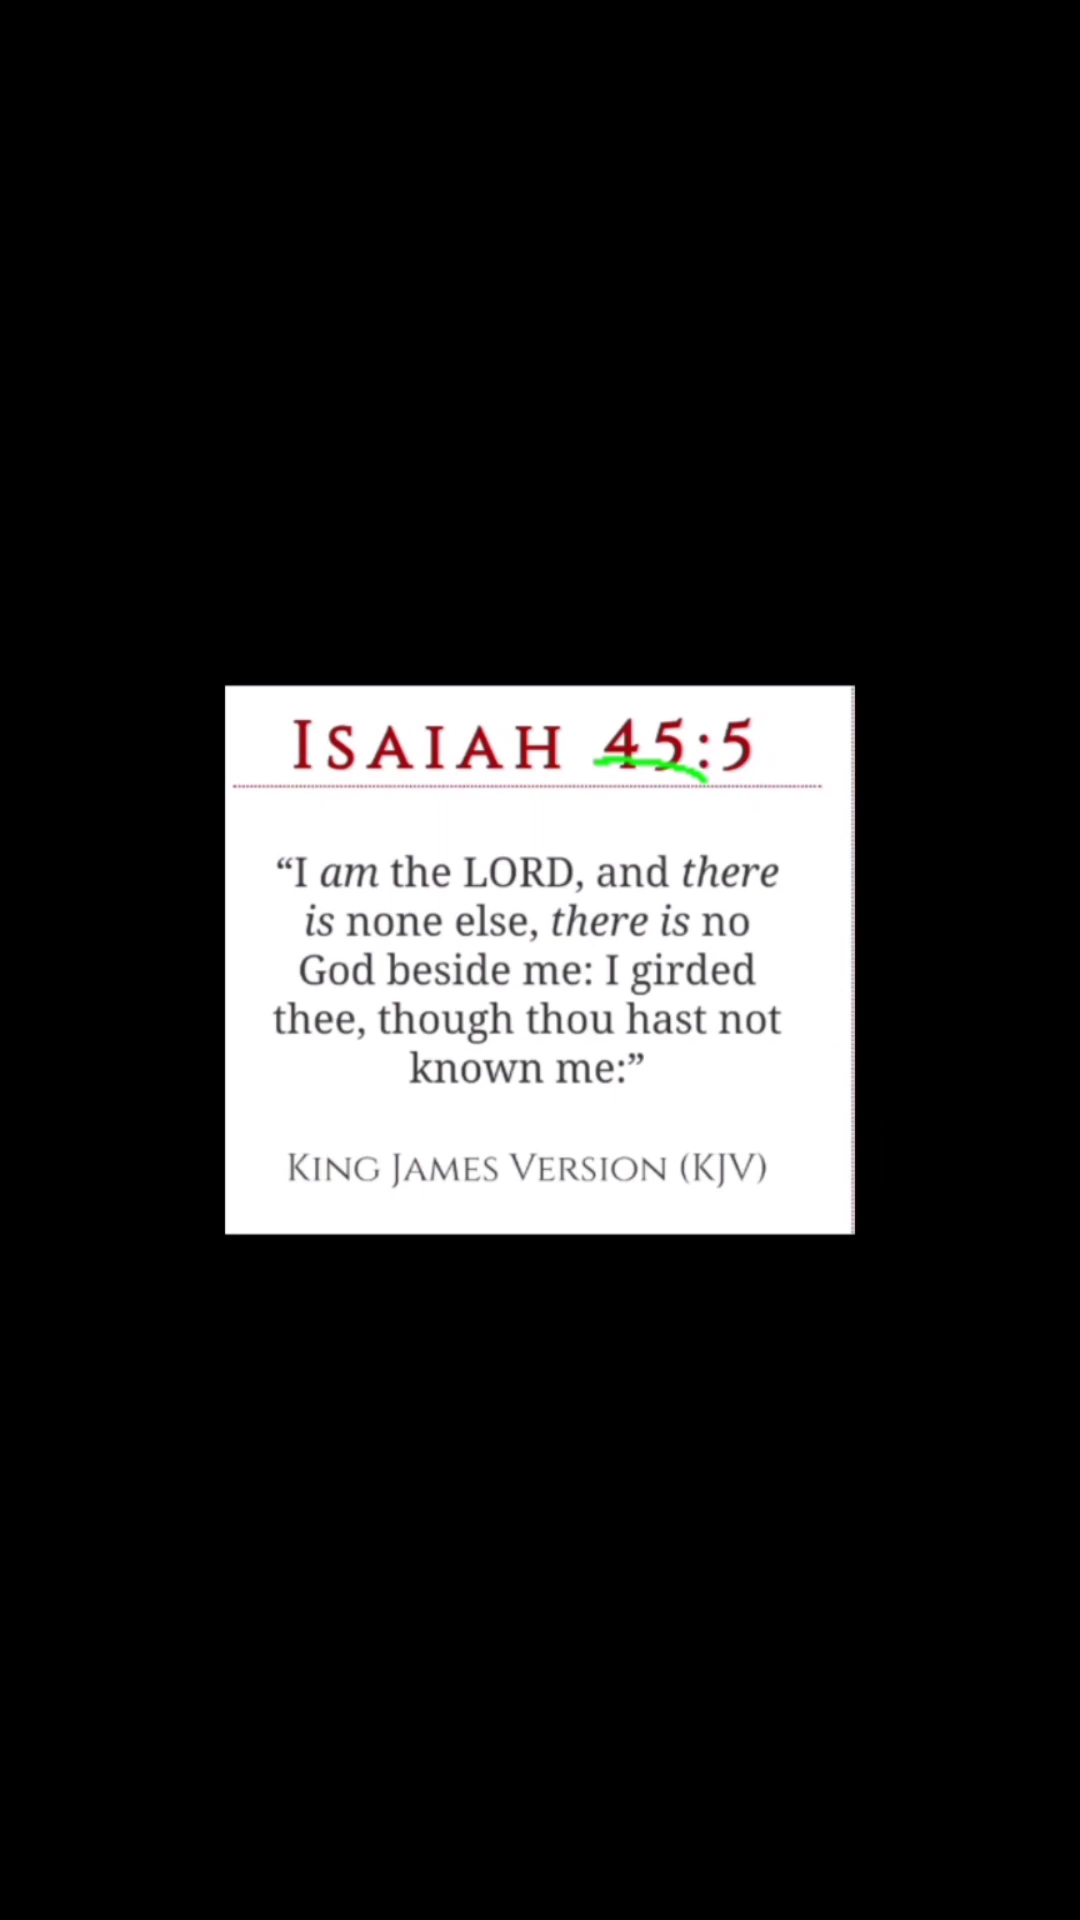 ISAIAH 45:5
“I am the LORD, and there
is none else, there is no
God beside me: I girded
thee, though thou hast not
known me:”
KING JAMES VERSION (KJV)